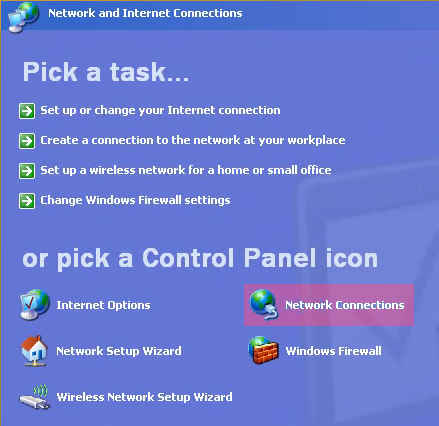 Network and Internet Connections
Pick a task...
Set up or change your Internet connection
Create a connection to the network at your workplace
Set up a wireless network for a home or small office
Change Windows Firewall settings
or pick a Control Panel icon
Internet Options
Network Connections
Network Setup Wizard
Windows Firewall
Wireless Network Setup Wizard